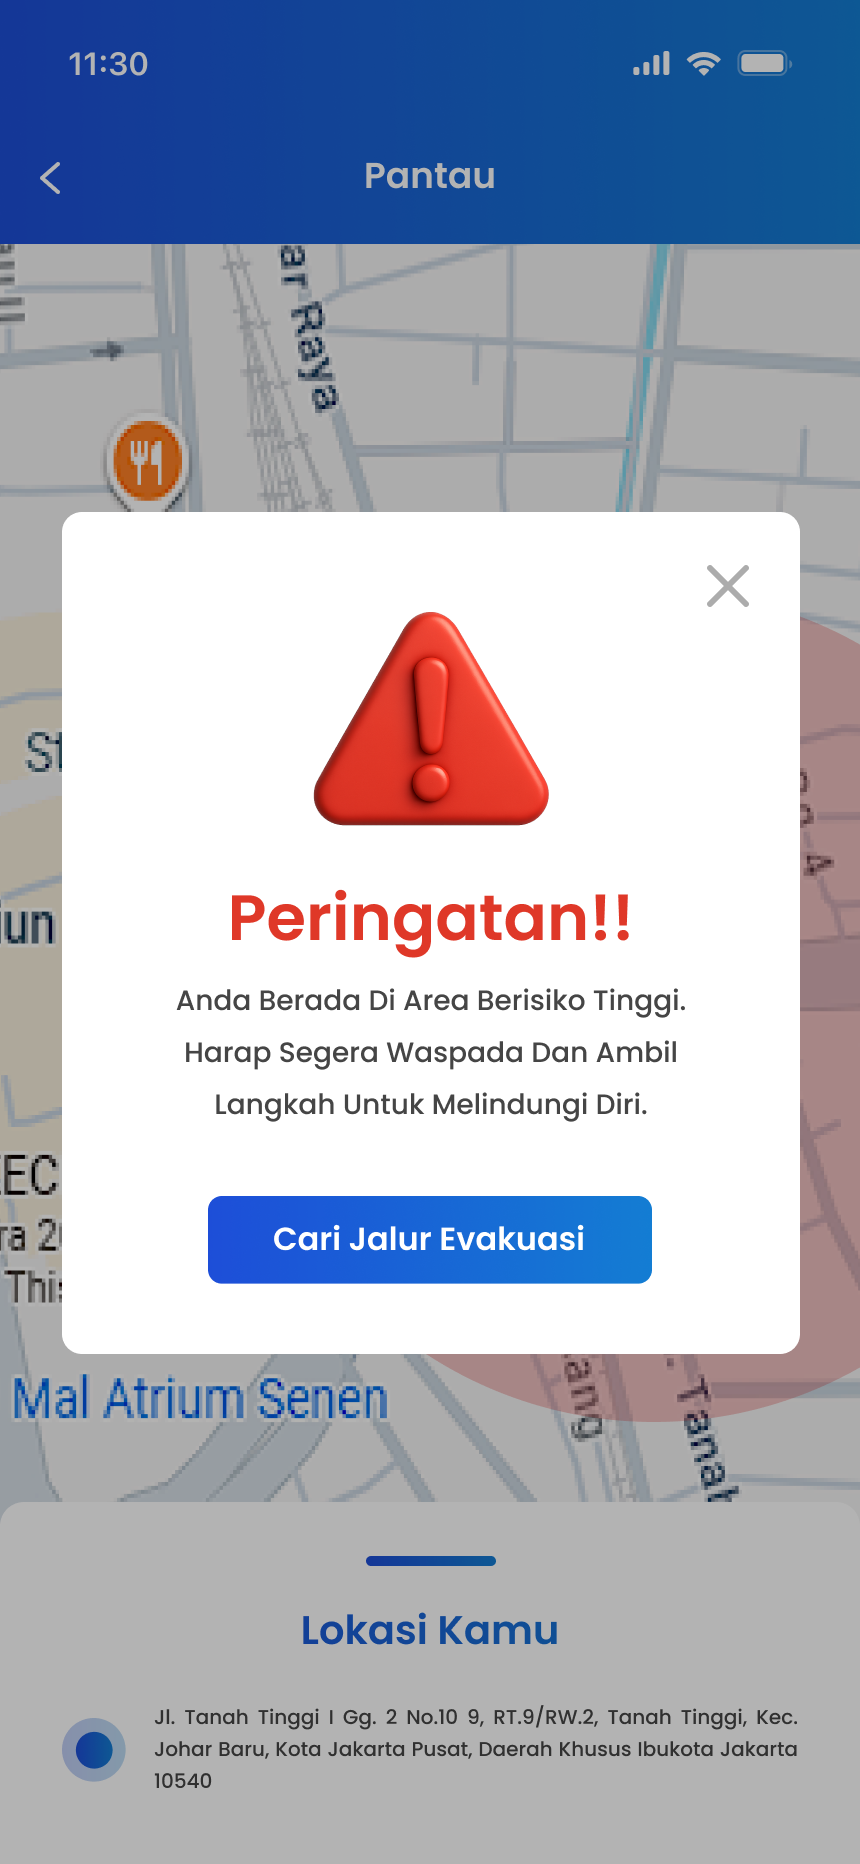 11:30
Pantau
ar Raya
St
iun
Peringatan!!
Anda Berada Di Area Berisiko Tinggi.
Harap Segera Waspada Dan Ambil
Langkah Untuk Melindungi Diri.
Cari Jalur Evakuasi
EC
ra 2
This
Mal Atrium Senen
ang
. Tanah
Lokasi Kamu
Jl. Tanah Tinggi I Gg. 2 No.10 9, RT.9/RW.2, Tanah Tinggi, Kec.
Johar Baru, Kota Jakarta Pusat, Daerah Khusus Ibukota Jakarta
10540